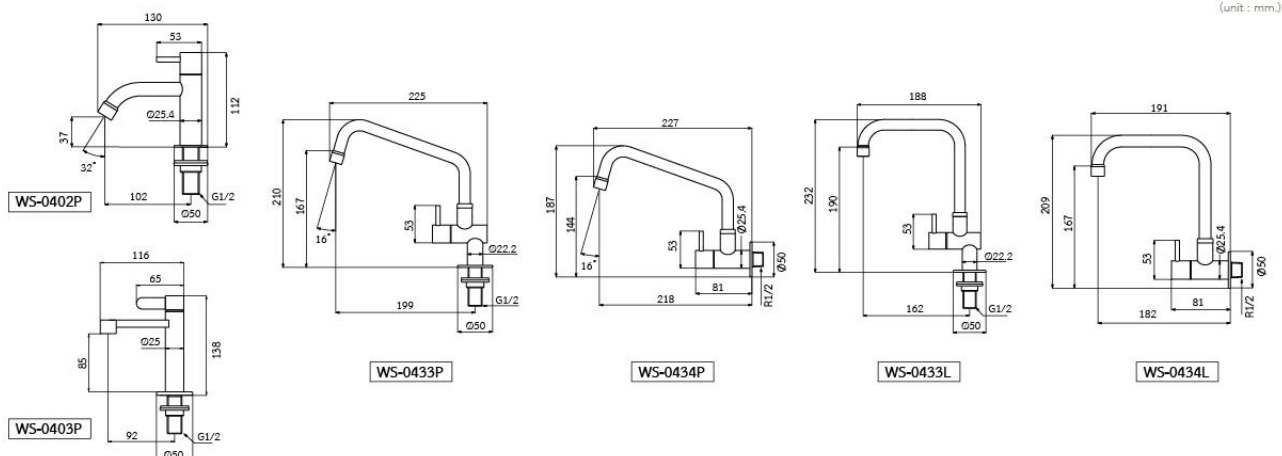 (unit : mm.)
130
53
112
Ø25.4
37
32°
102
G1/2
Ø50
WS-0402P
116
65
138
Ø25
85
92
G1/2
Ø50
WS-0403P
225
210
167
53
16°
Ø22.2
199
G1/2
Ø50
WS-0433P
227
187
144
53
Ø25.4
16°
Ø50
81
R1/2
218
WS-0434P
188
232
190
53
Ø22.2
162
G1/2
Ø50
WS-0433L
191
209
167
53
Ø25.4
Ø50
81
R1/2
182
WS-0434L